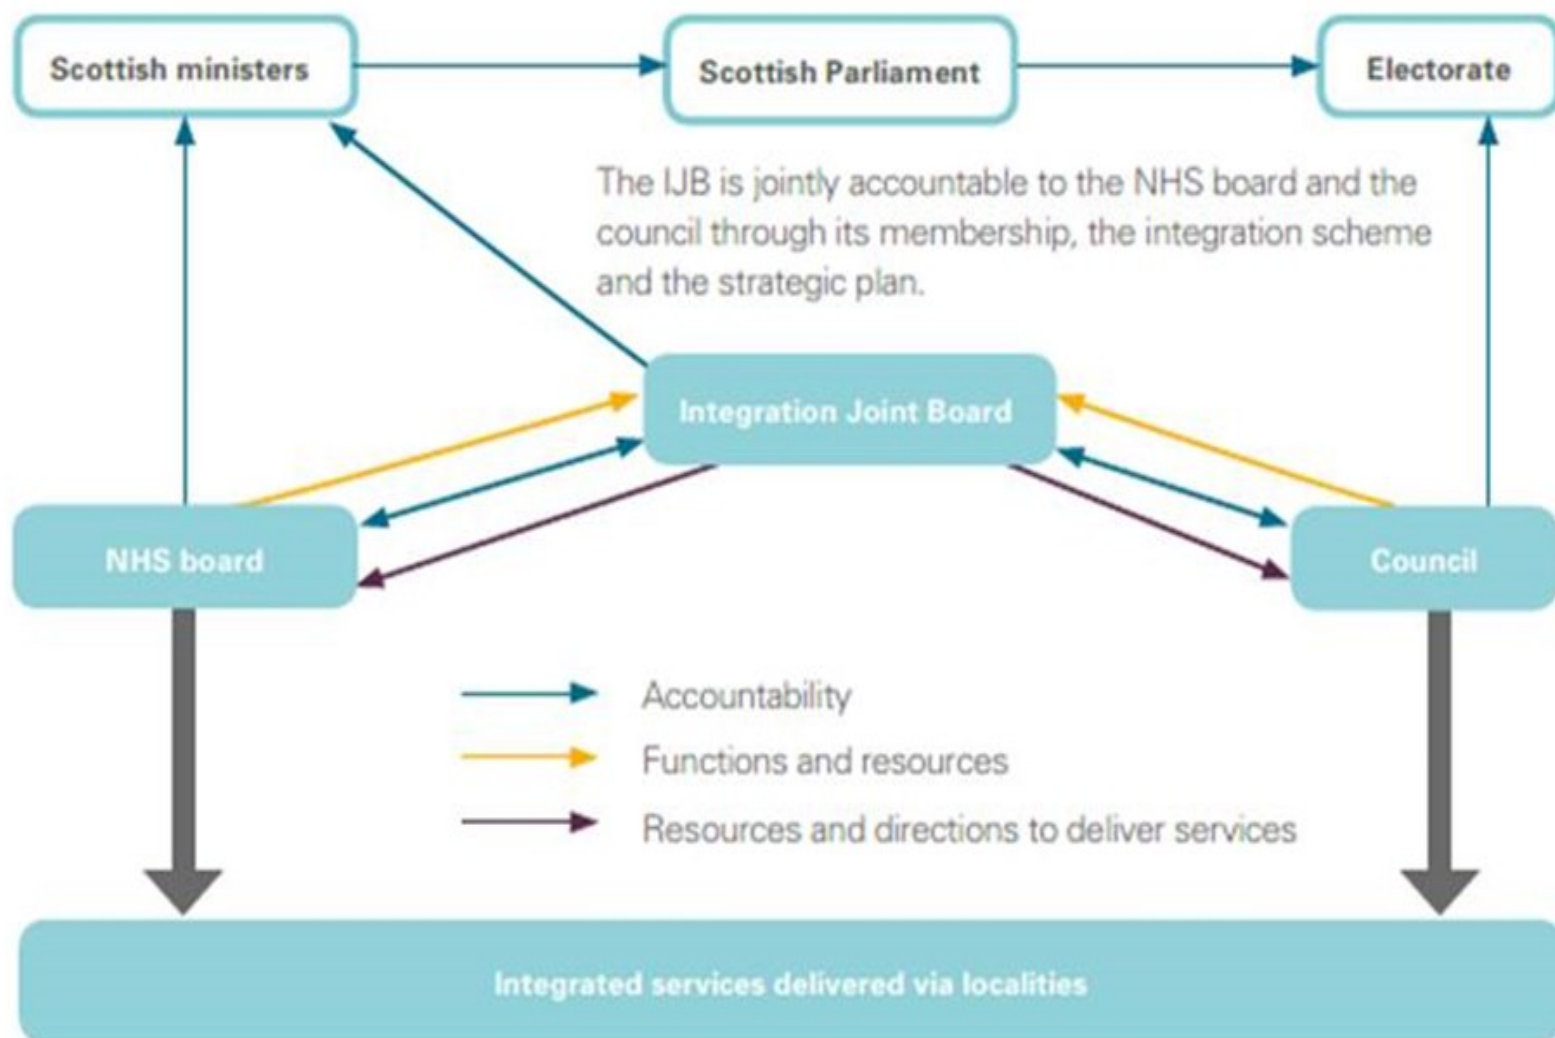 Scottish ministers
Scottish Parliament
Electorate
The IJB is jointly accountable to the NHS board and the
council through its membership, the integration scheme
and the strategic plan.
Integration Joint Board
NHS board
Council
Accountability
Functions and resources
Resources and directions to deliver services
Integrated services delivered via localities